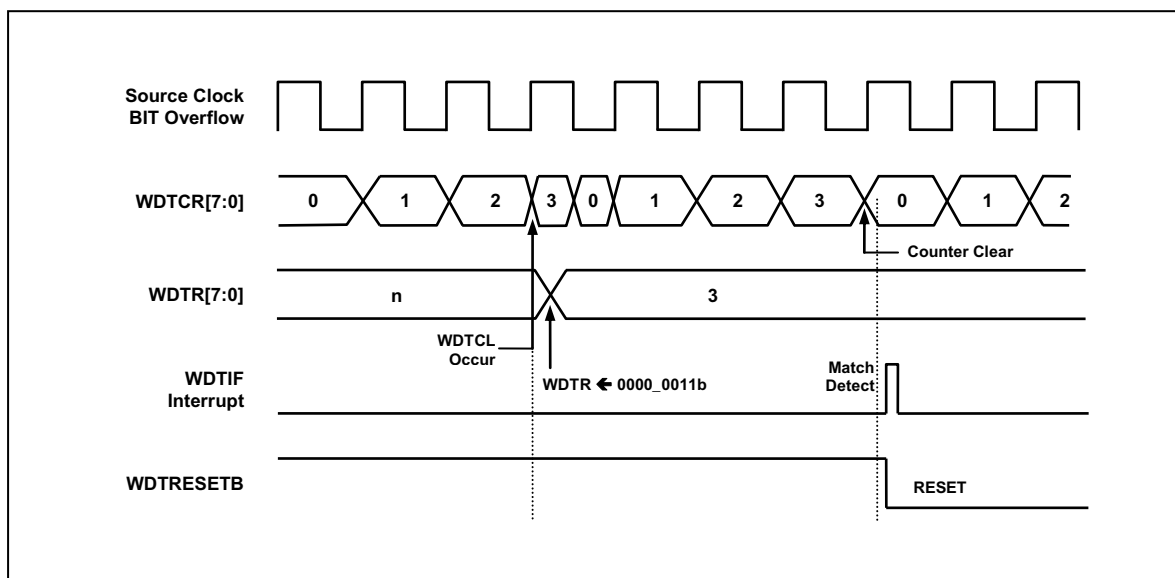 Source Clock
BIT Overflow
WDTCR[7:0]
0 1 2 3 0 1 2 3 0 1 2
Counter Clear
WDTR[7:0]
n 3
WDTCL
Occur
WDTR 🡸 0000_0011b
WDTIF
Interrupt
Match
Detect
WDTRESETB
RESET